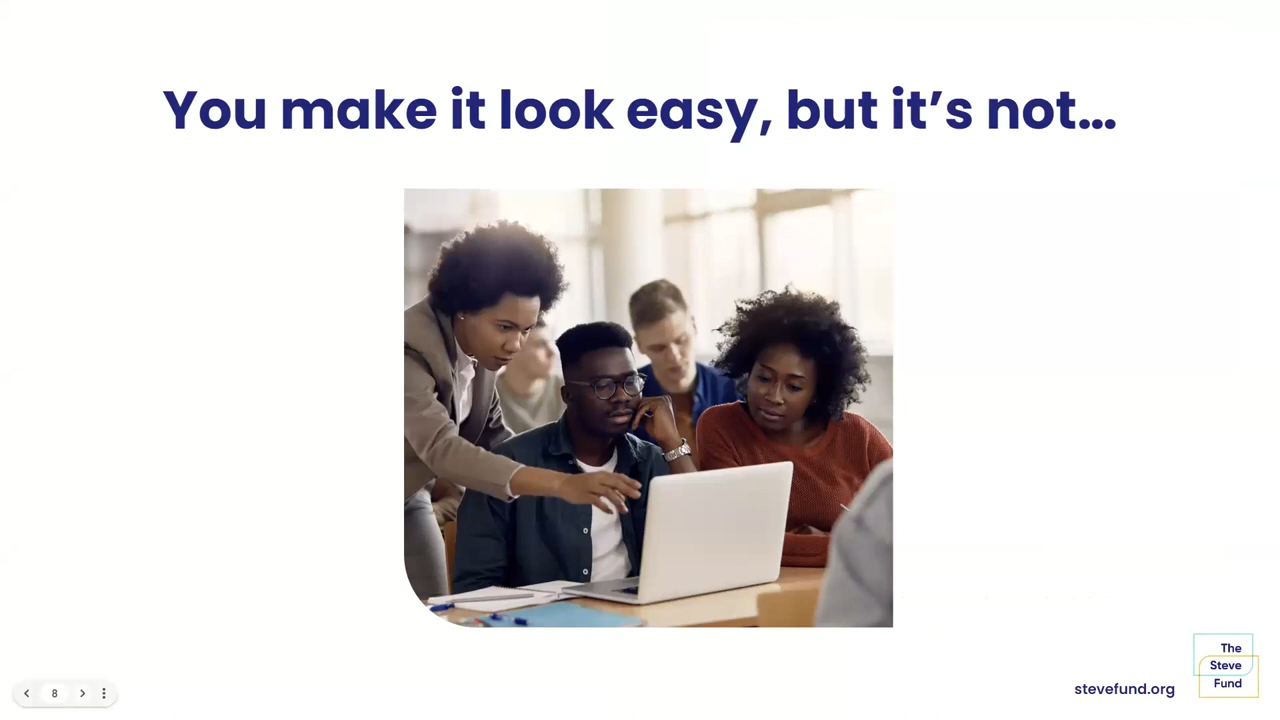 You make it look easy, but it’s not...
The
Steve
Fund
stevefund.org
8